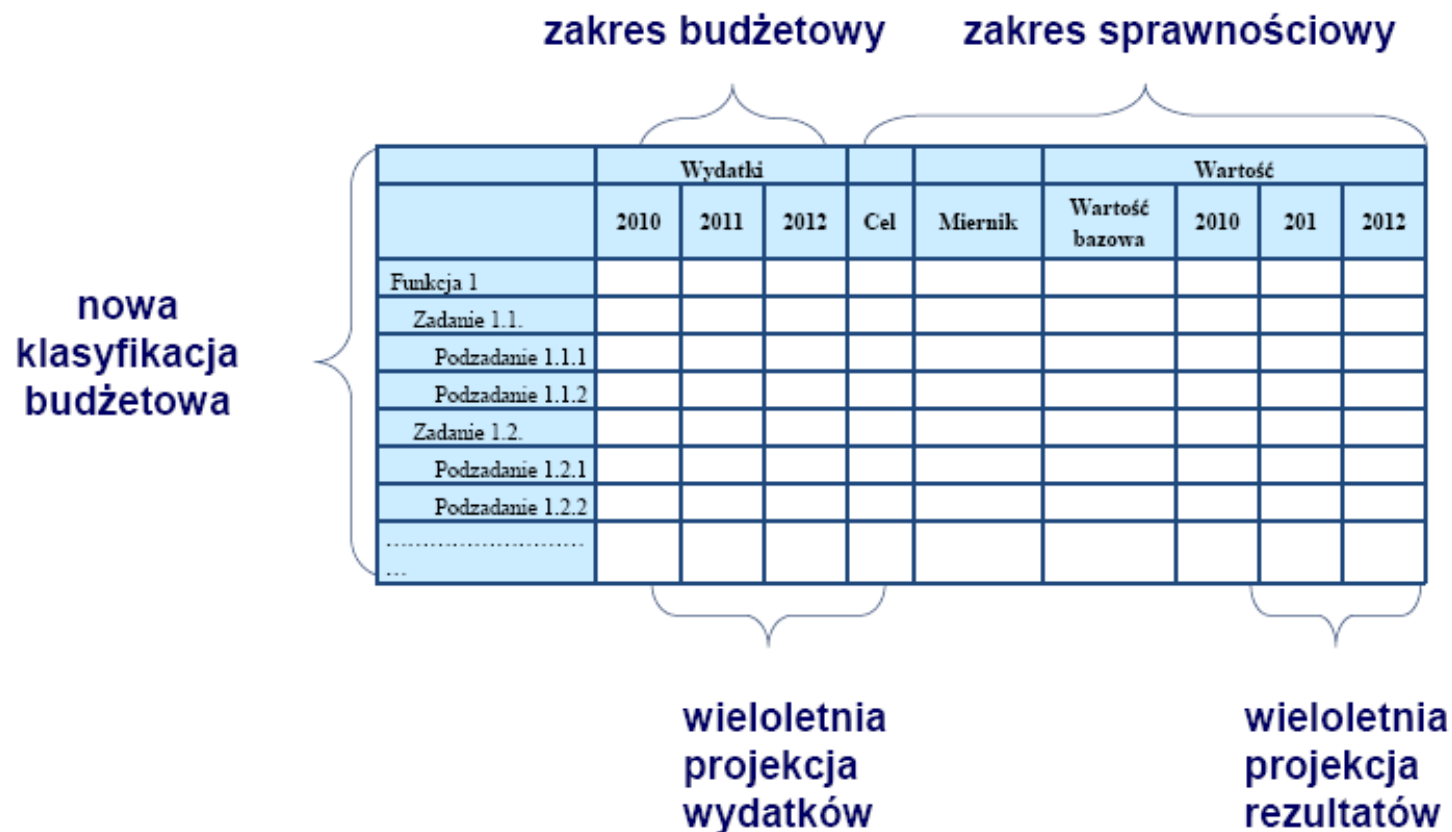 zakres budżetowy zakres sprawnościowy
Wydatki Wartość
2010 2011 2012 Cel Miernik Wartość bazowa 2010 201 2012
Funkcja 1
Zadanie 1.1.
Podzadanie 1.1.1
Podzadanie 1.1.2
Zadanie 1.2.
Podzadanie 1.2.1
Podzadanie 1.2.2
……………………………
…
nowa
klasyfikacja
budżetowa
wieloletnia
projekcja
wydatków
wieloletnia
projekcja
rezultatów